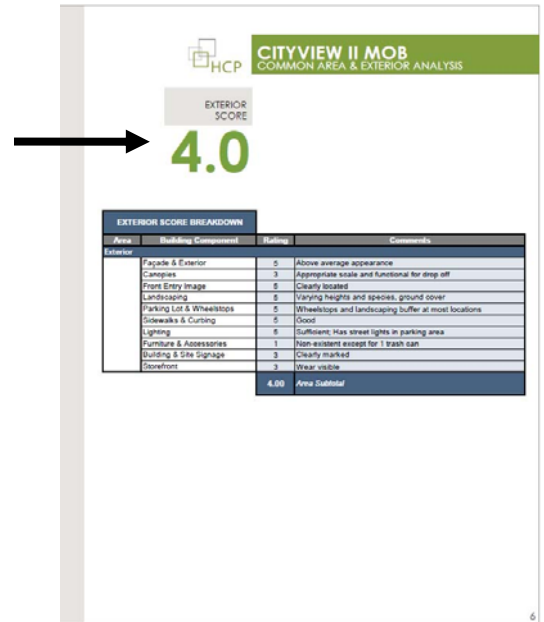 HCP
CITYVIEW II MOB
COMMON AREA & EXTERIOR ANALYSIS
EXTERIOR
SCORE
4.0
EXTERIOR SCORE BREAKDOWN
Area Building Component Rating Comments
Exterior
Façade & Exterior 5 Above average appearance
Canopies 3 Appropriate scale and functional for drop off
Front Entry Image 5 Clearly located
Landscaping 5 Varying heights and species, ground cover
Parking Lot & Wheelstops 5 Wheelstops and landscaping buffer at most locations
Sidewalks & Curbing 5 Good
Lighting 5 Sufficient; Has street lights in parking area
Furniture & Accessories 1 Non-existent except for 1 trash can
Building & Site Signage 3 Clearly marked
Storefront 3 Wear visible
4.00 Area Subtotal
6